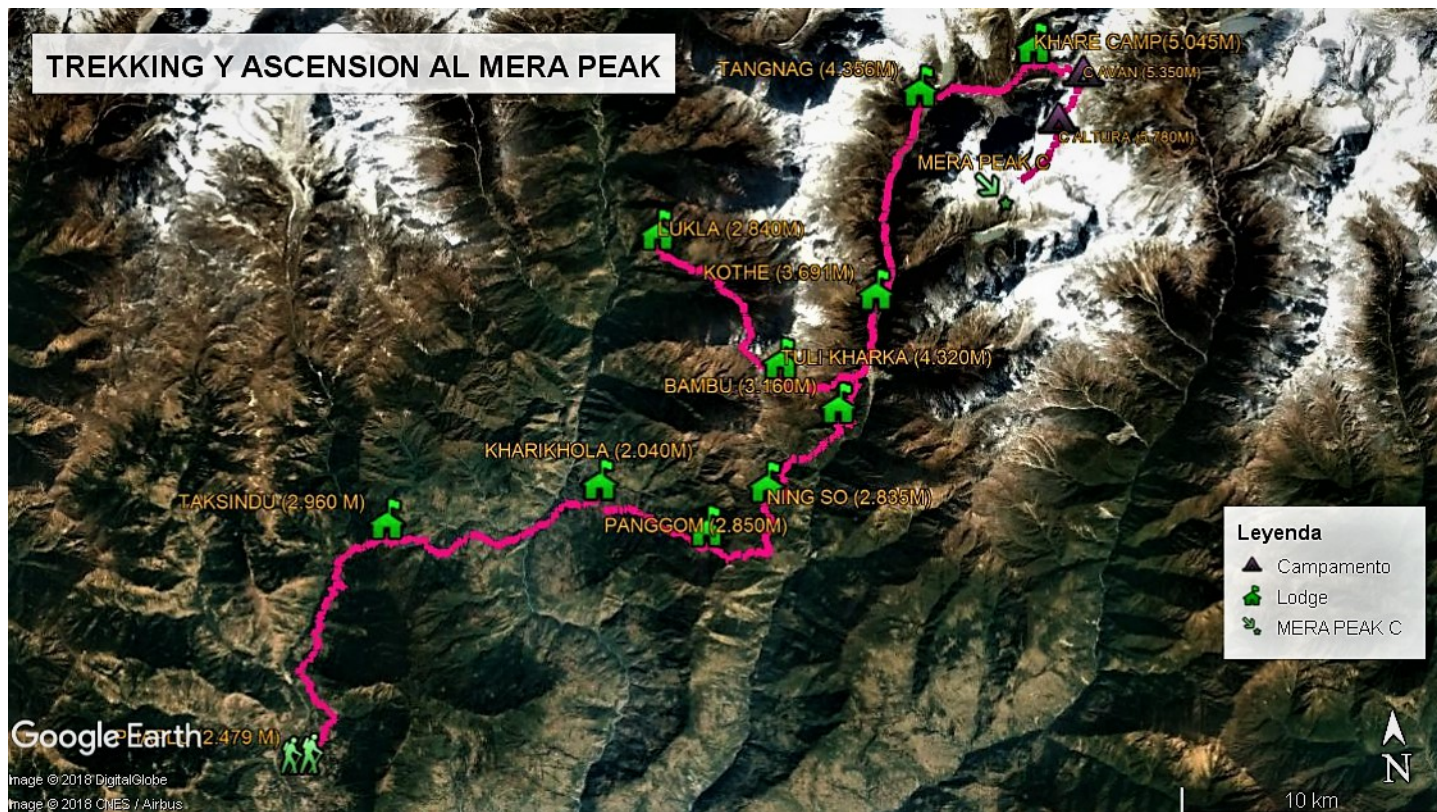 TREKKING Y ASCENSION AL MERA PEAK
KHARE CAMP(5.045M)
TANGNAG (4.356M)
C AVAN (5.350M)
C ALTURA (5.780M)
MERA PEAK C
LUKLA (2.840M)
KOTHE (3.691M)
TULI KHARKA (4.320M)
BAMBU (3.160M)
KHARIKHOLA (2.040M)
TAKSINDU (2.960 M)
NING SO (2.835M)
PANGGOM (2.850M)
Leyenda
Campamento
Lodge
MERA PEAK C
Google Earth
2.479 M)
Image © 2018 DigitalGlobe
Image © 2018 CNES / Airbus
N
10 km